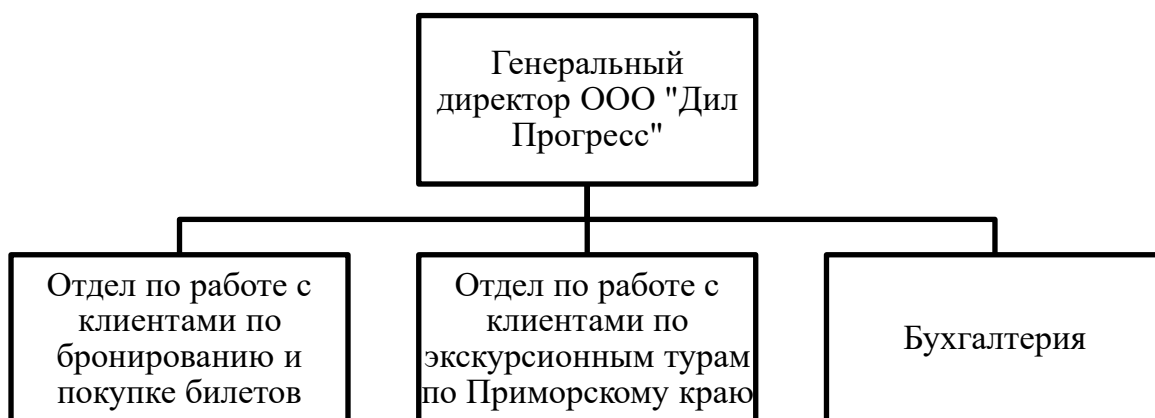 Генеральный
директор ООО "Дил
Прогресс"
Отдел по работе с
клиентами по
бронированию и
покупке билетов
Отдел по работе с
клиентами по
экскурсионным турам
по Приморскому краю
Бухгалтерия